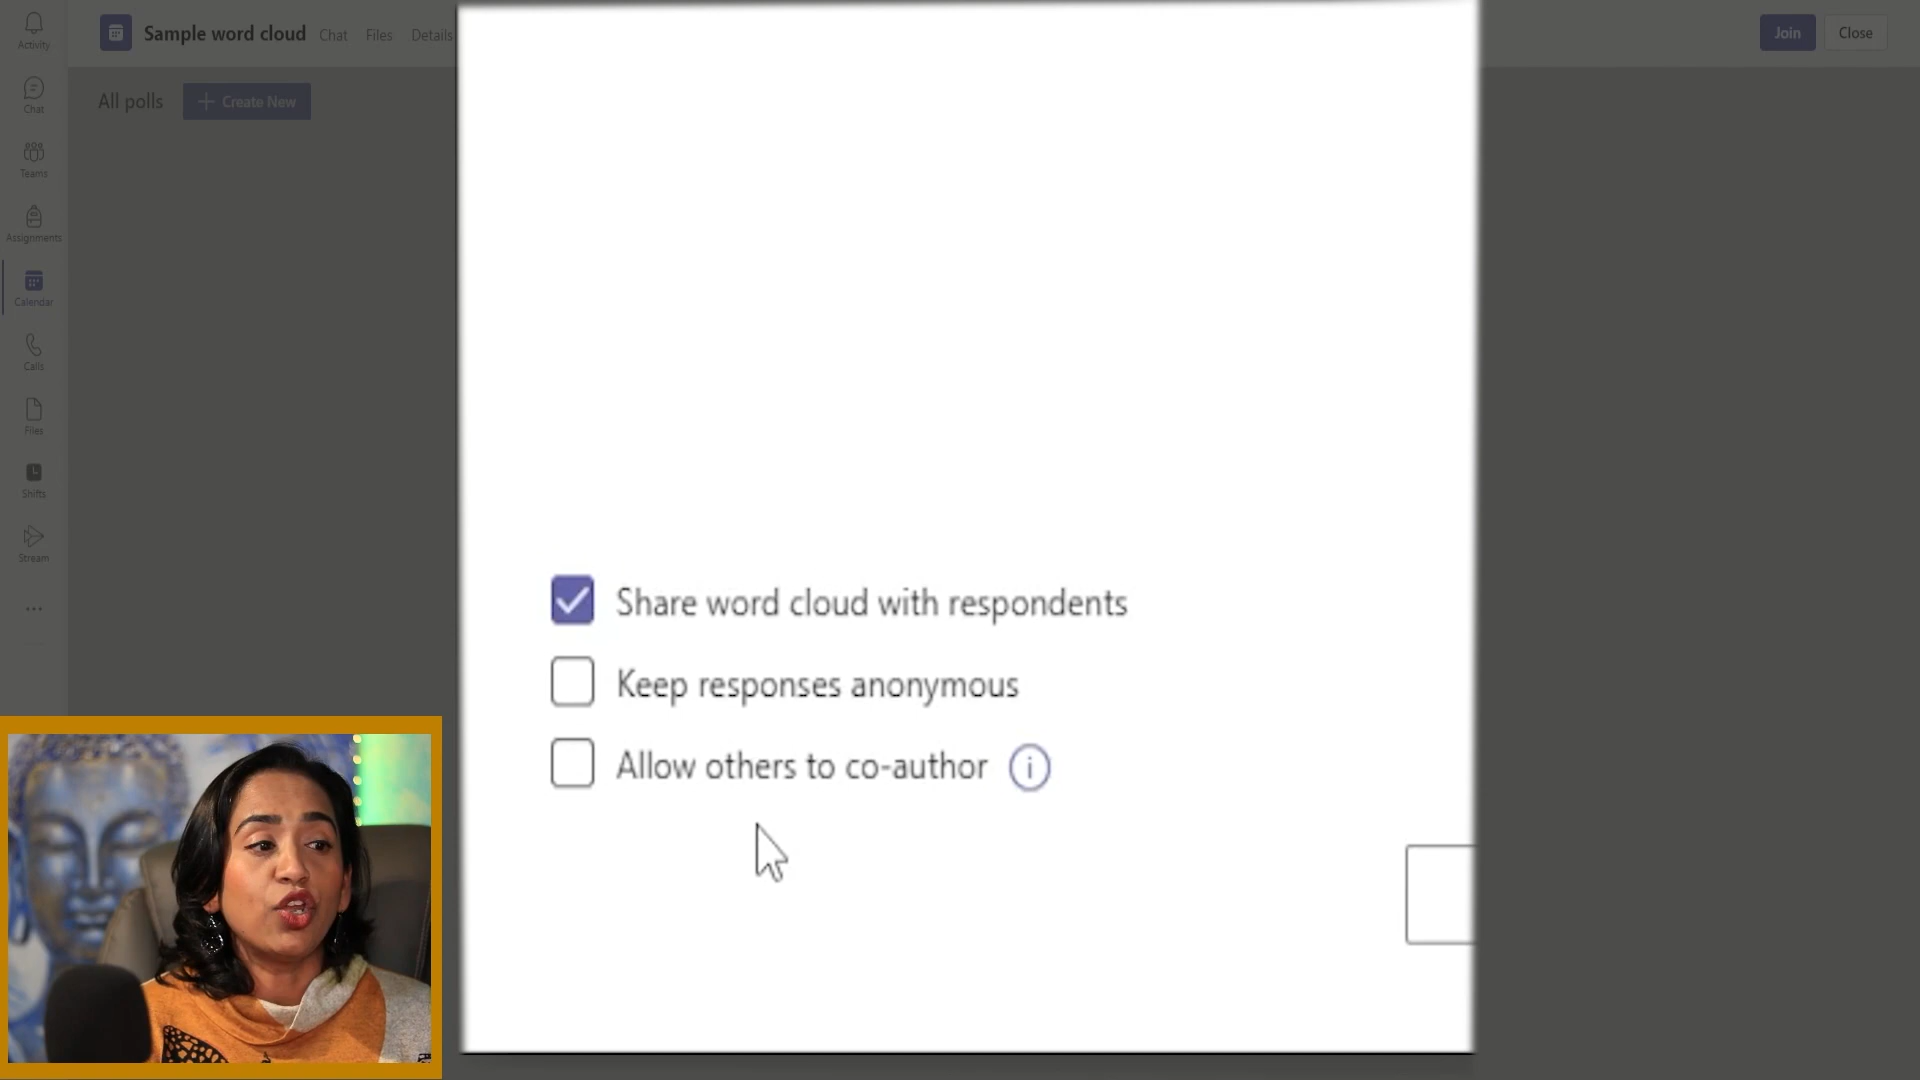 Activity
Sample word cloud Chat Files Details
Join Close
All polls + Create New
Chat
Teams
Assignments
Calendar
Calls
Files
Shifts
Stream
Share word cloud with respondents
Keep responses anonymous
Allow others to co-author